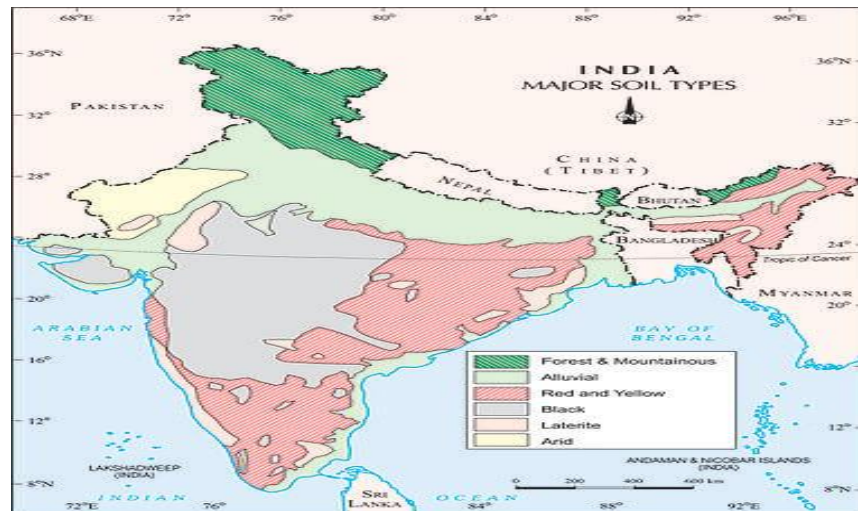 68°E 72° 76° 80° 84° 88° 92° 96°E
36°N
36°N
INDIA
MAJOR SOIL TYPES
N
PAKISTAN
32°
32°
CHINA
(TIBET)
NEPAL
28°
28°
BHUTAN
BANGLADESH
24°
24°
Tropic of Cancer
MYANMAR
20°
20°
ARABIAN
SEA
BAY OF
BENGAL
16°
16°
Forest & Mountainous
Alluvial
Red and Yellow
Black
Laterite
Arid
12°
12°
LAKSHADWEEP
(INDIA)
ANDAMAN & NICOBAR ISLANDS
(INDIA)
8°N
8°N
0 200 400 600 km
INDIAN OCEAN
SRI
LANKA
72°E 76° 84° 88° 92°E